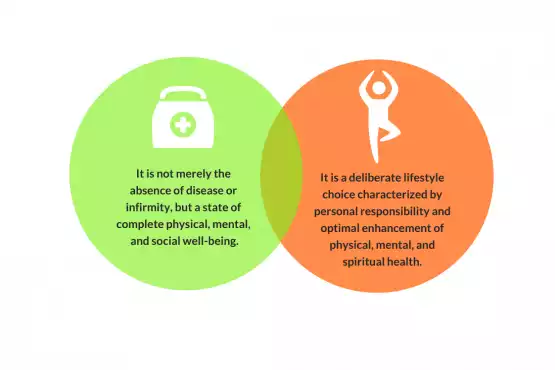 It is not merely the
absence of disease or
infirmity, but a state of
complete physical, mental,
and social well-being.
It is a deliberate lifestyle
choice characterized by
personal responsibility and
optimal enhancement of
physical, mental, and
spiritual health.